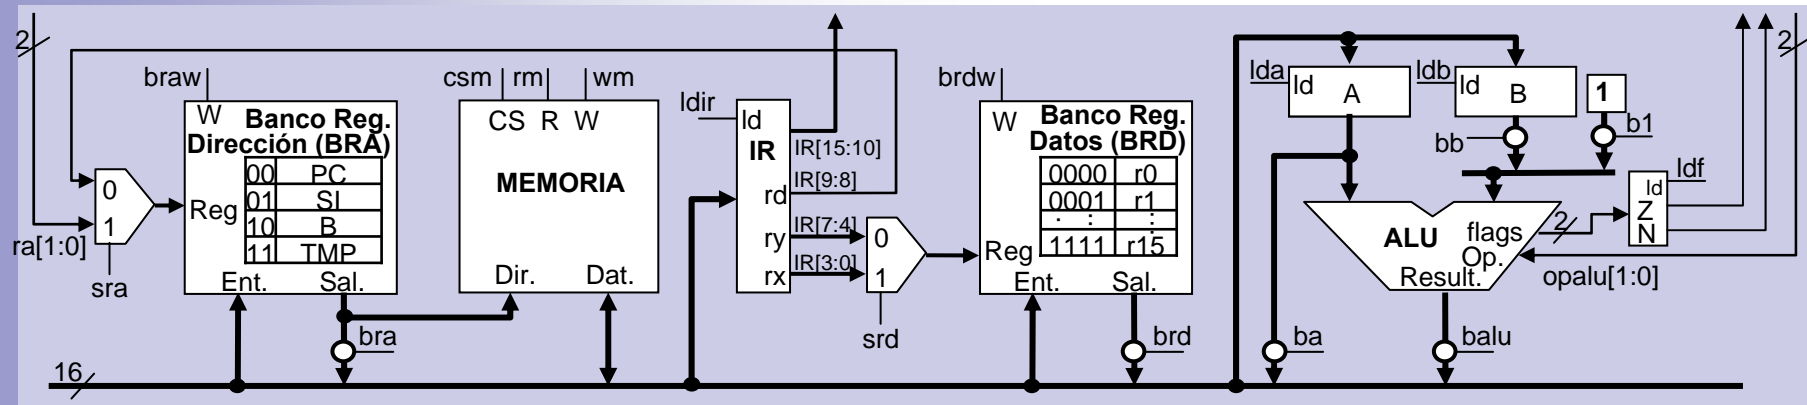 2
ra[1:0]
0
1
sra
braw
W
Banco Reg.
Dirección (BRA)
00 PC
01 SI
10 B
11 TMP
Reg
Ent. Sal.
bra
16
csm rm wm
CS R W
MEMORIA
Dir. Dat.
ldir
ld
IR
rd
ry
rx
IR[15:10]
IR[9:8]
IR[7:4]
IR[3:0]
0
1
srd
brdw
W
Banco Reg.
Datos (BRD)
0000 r0
0001 r1
: : :
1111 r15
Reg
Ent. Sal.
brd
lda
ld
A
ldb
ld
B
1
bb
b1
ldf
ld
Z
N
2
ALU
flags
Op.
Result.
2
opalu[1:0]
ba
balu